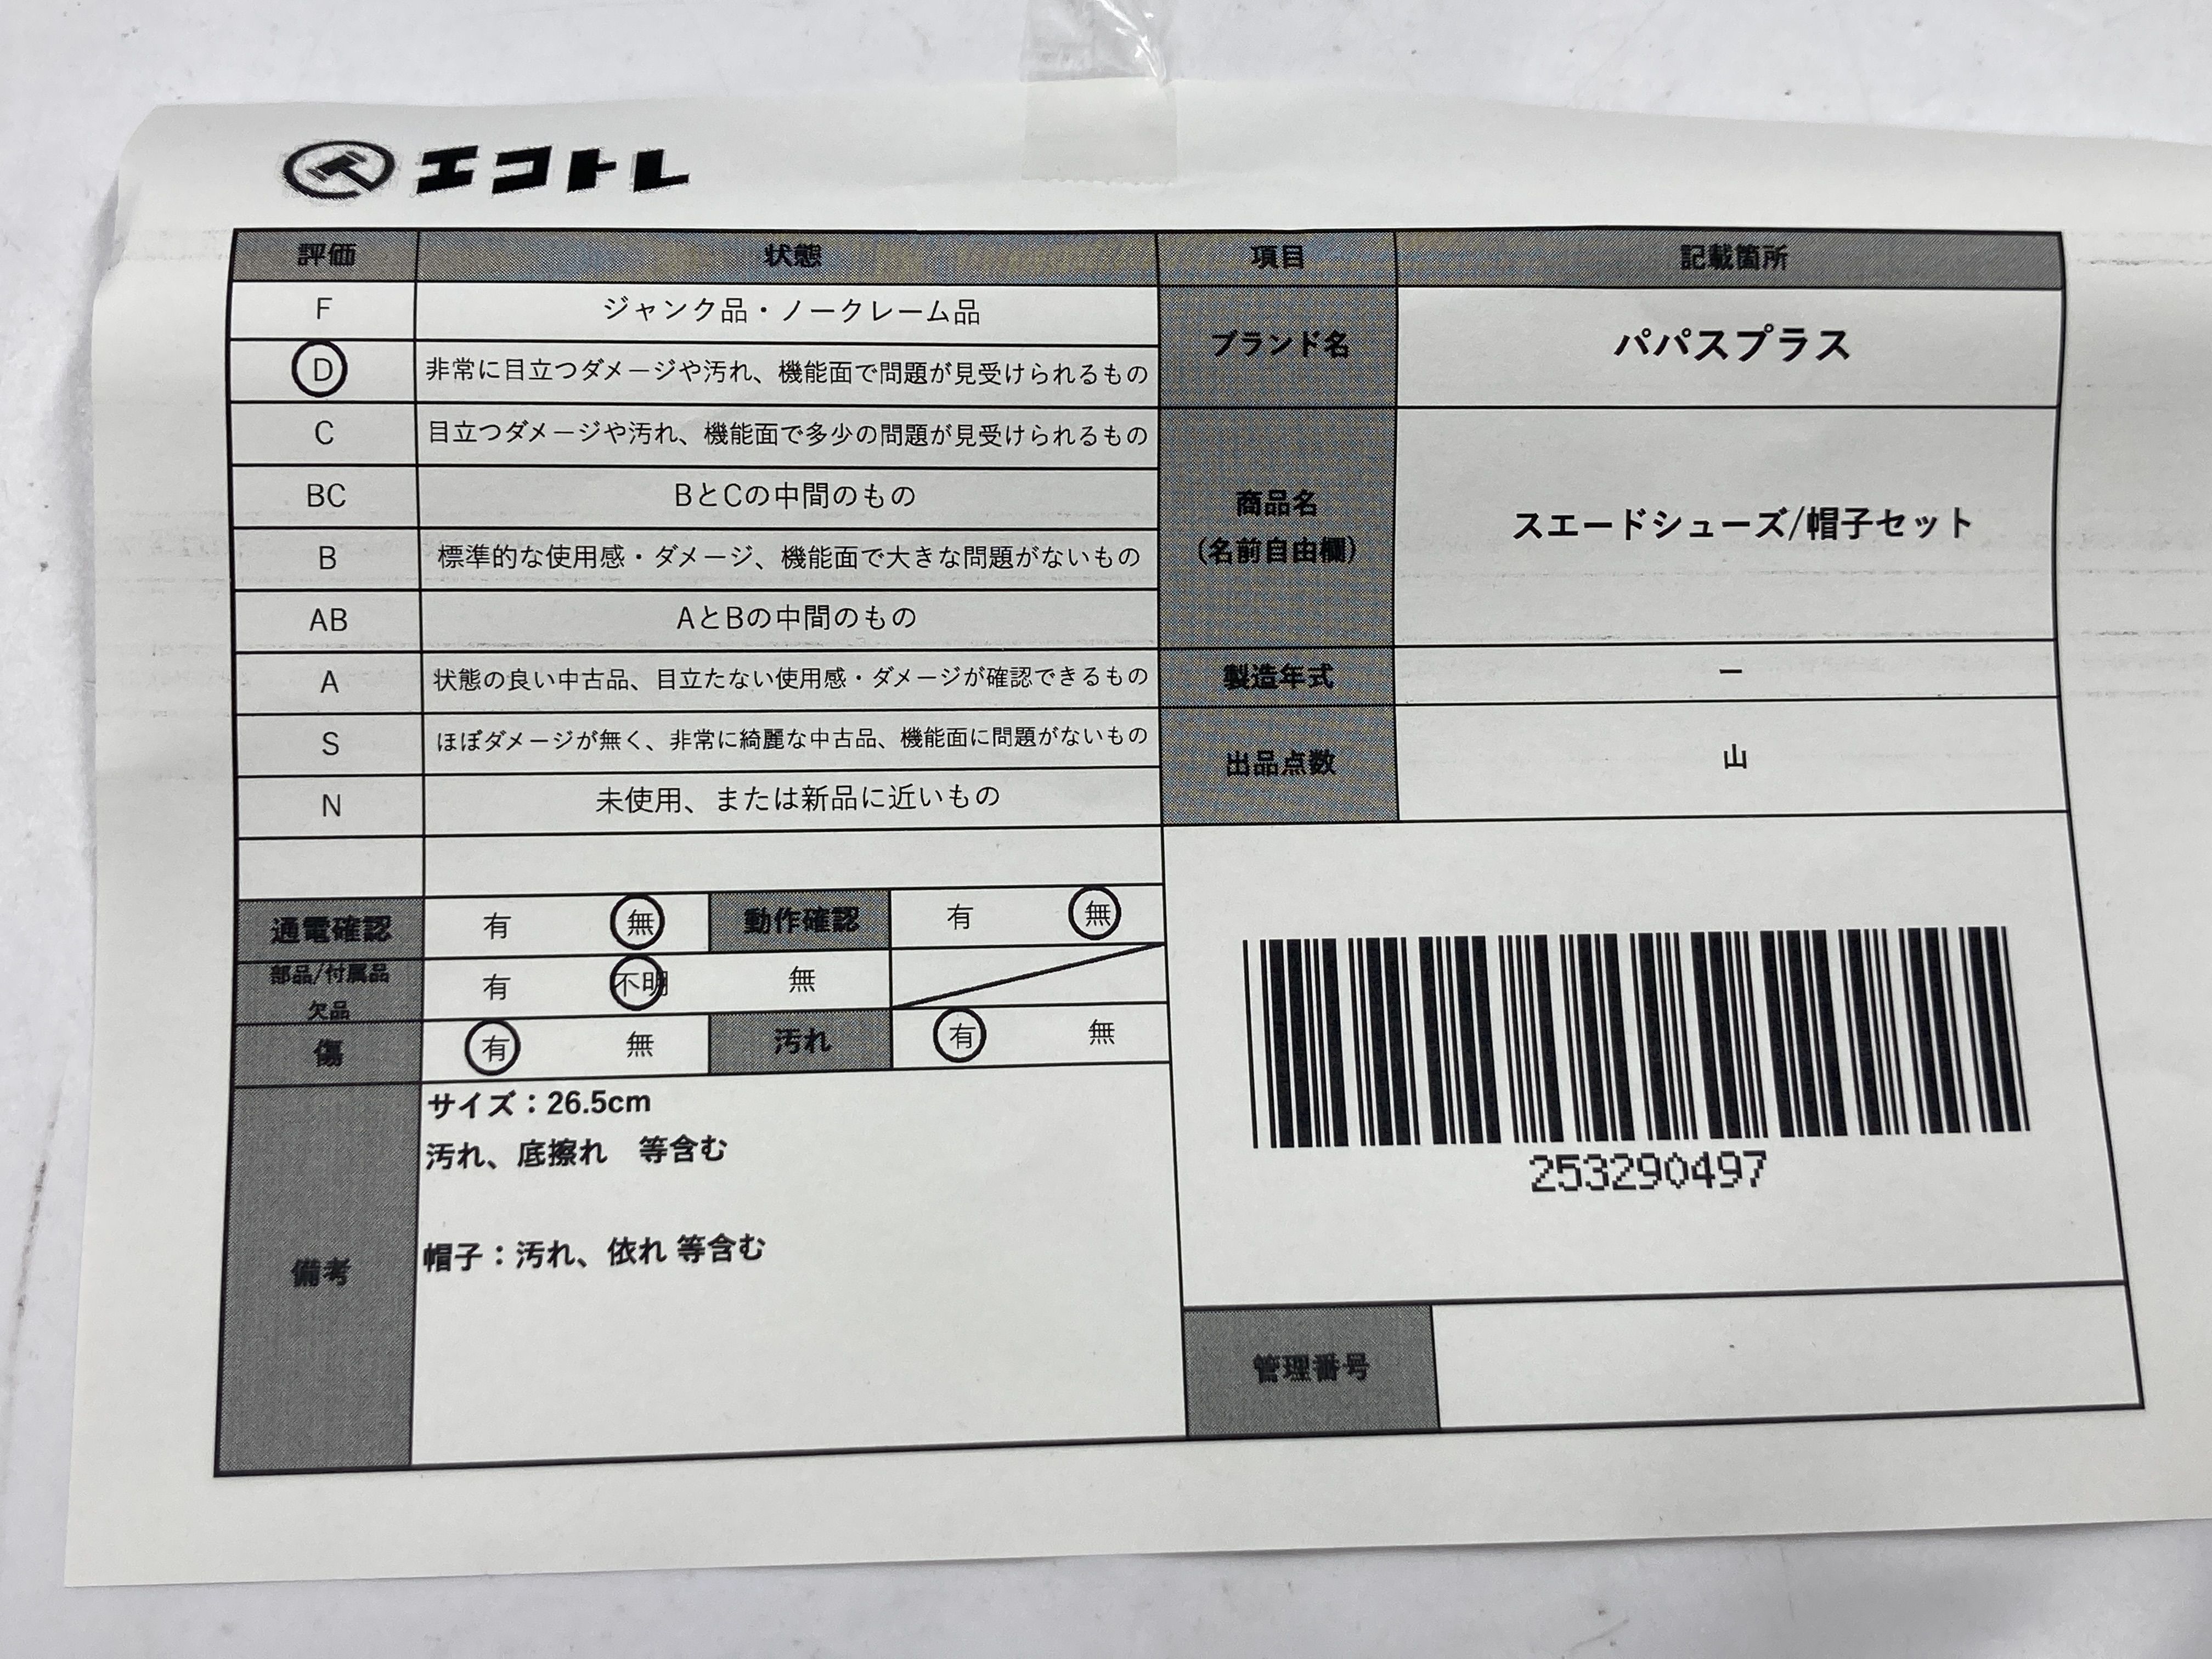 エコトレ
評価 状態 項目 記載箇所
F ジャンク品・ノークレーム品
D 非常に目立つダメージや汚れ、機能面で問題が見受けられるもの
C 目立つダメージや汚れ、機能面で多少の問題が見受けられるもの
BC BとCの中間のもの
B 標準的な使用感・ダメージ、機能面で大きな問題がないもの
AB AとBの中間のもの
A 状態の良い中古品、目立たない使用感・ダメージが確認できるもの
S ほぼダメージが無く、非常に綺麗な中古品、機能面に問題がないもの
N 未使用、または新品に近いもの
ブランド名 パパスプラス
商品名
(名前自由欄)
スエードシューズ/帽子セット
製造年式 ー
出品点数 山
通電確認 有 無 動作確認 有 無
部品/付属品
欠品
有 不明 無
傷 有 無 汚れ 有 無
備考
サイズ：26.5cm
汚れ、底擦れ 等含む
帽子：汚れ、依れ 等含む
253290497
管理番号